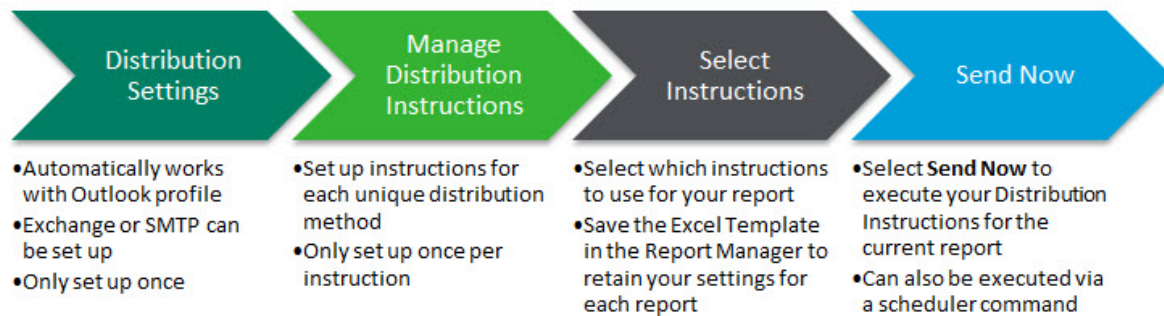 Distribution
Settings
•Automatically works
with Outlook profile
•Exchange or SMTP can
be set up
•Only set up once
Manage
Distribution
Instructions
•Set up instructions for
each unique distribution
method
•Only set up once per
instruction
Select
Instructions
•Select which instructions
to use for your report
•Save the Excel Template
in the Report Manager to
retain your settings for
each report
Send Now
•Select Send Now to
execute your Distribution
Instructions for the
current report
•Can also be executed via
a scheduler command